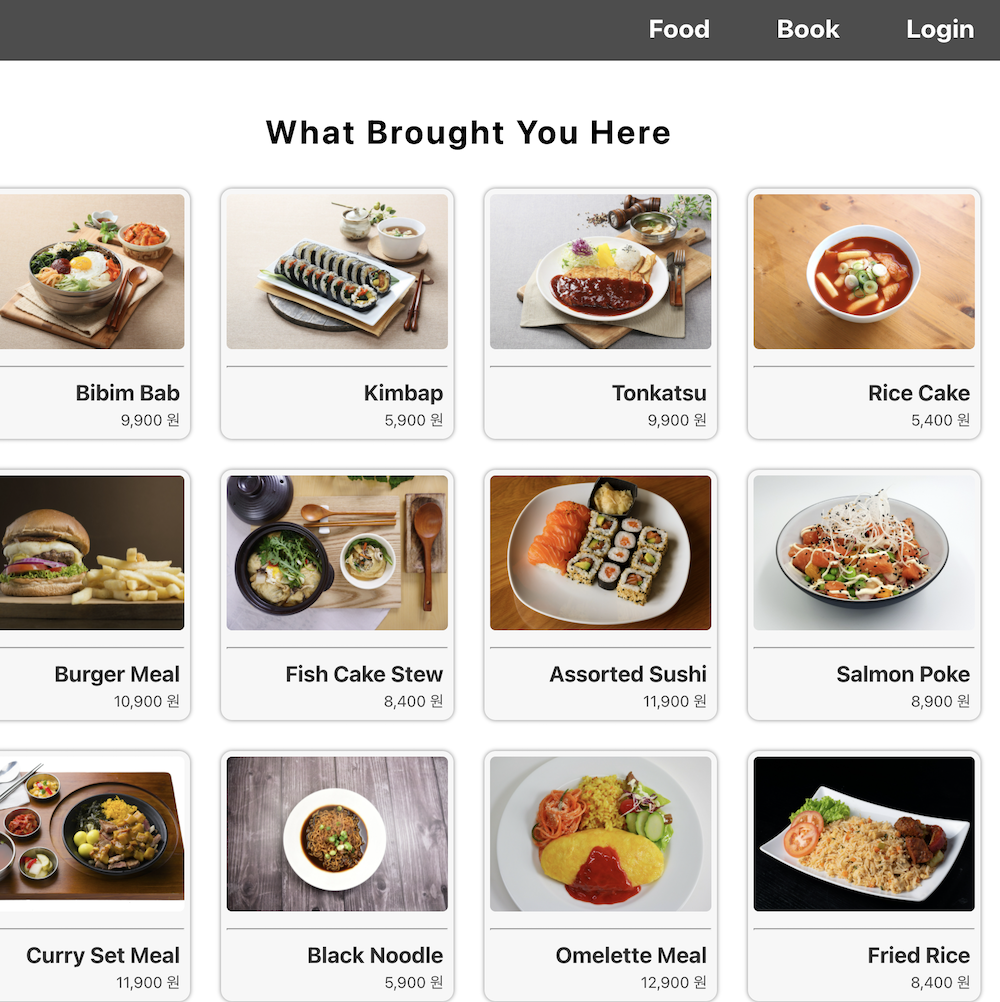 Food Book Login
What Brought You Here
Bibim Bab
9,900 원
Kimbap
5,900 원
Tonkatsu
9,900 원
Rice Cake
5,400 원
Burger Meal
10,900 원
Fish Cake Stew
8,400 원
Assorted Sushi
11,900 원
Salmon Poke
8,900 원
Curry Set Meal
11,900 원
Black Noodle
5,900 원
Omelette Meal
12,900 원
Fried Rice
8,400 원